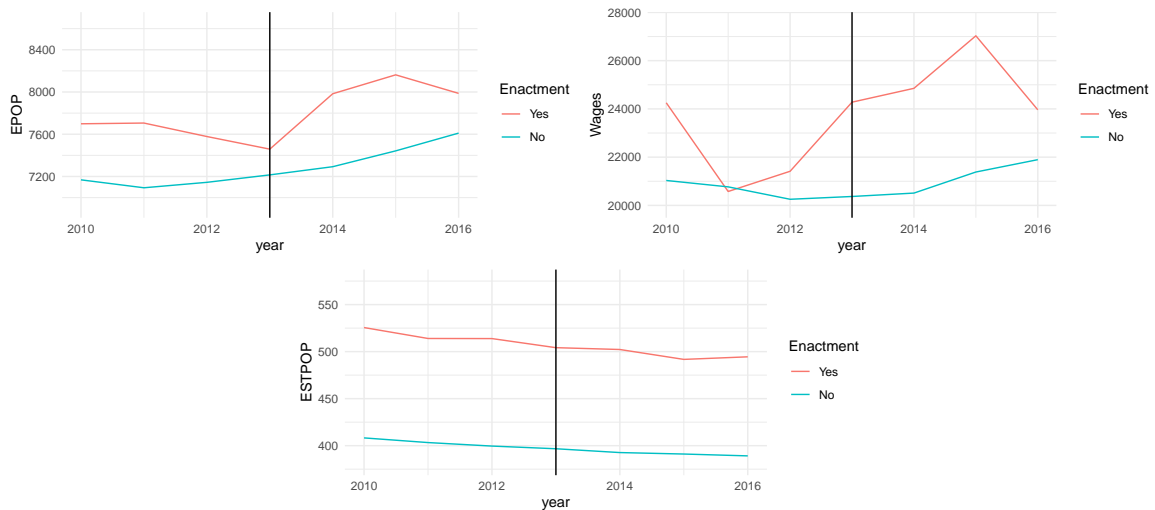 8400
8000
7600
7200
EPOP
2010
2012
2014
2016
year
Enactment
Yes
No
28000
26000
24000
22000
20000
Wages
2010
2012
2014
2016
year
Enactment
Yes
No
550
500
450
400
ESTPOP
2010
2012
2014
2016
year
Enactment
Yes
No